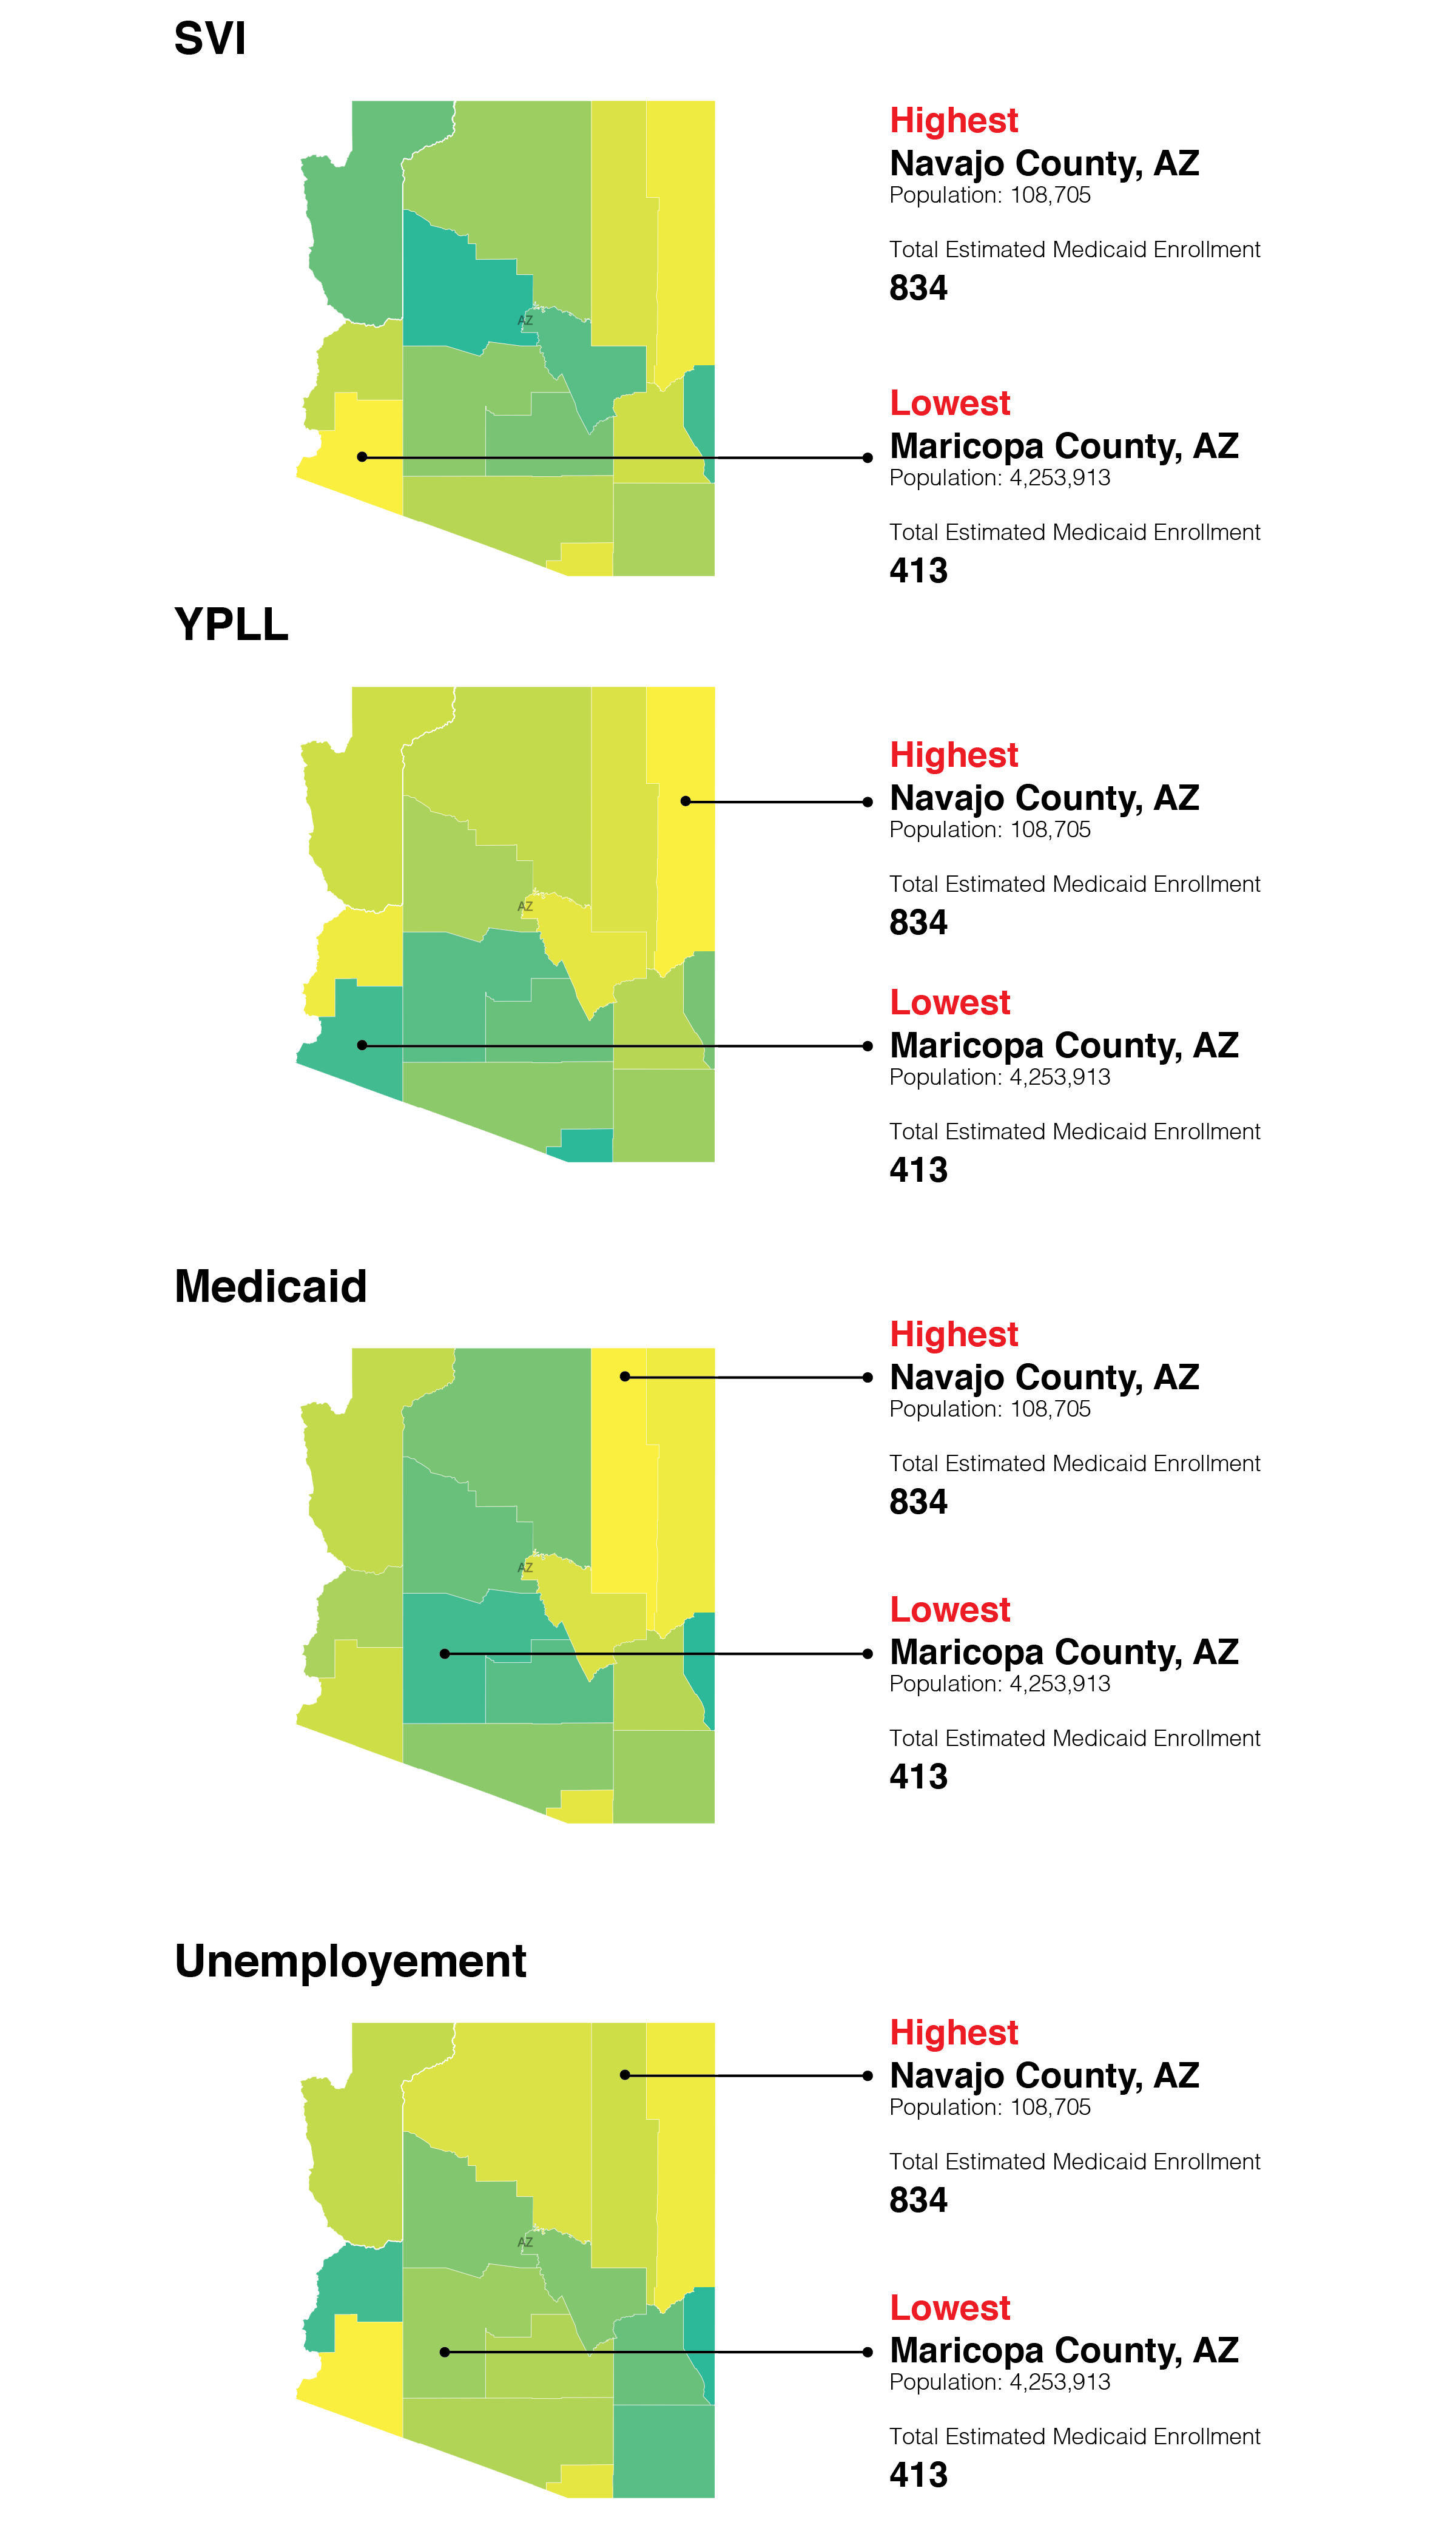 SVI
Highest
Navajo County, AZ
Population: 108,705
Total Estimated Medicaid Enrollment
834
AZ
Lowest
Maricopa County, AZ
Population: 4,253,913
Total Estimated Medicaid Enrollment
413
YPLL
Highest
Navajo County, AZ
Population: 108,705
Total Estimated Medicaid Enrollment
834
AZ
Lowest
Maricopa County, AZ
Population: 4,253,913
Total Estimated Medicaid Enrollment
413
Medicaid
Highest
Navajo County, AZ
Population: 108,705
Total Estimated Medicaid Enrollment
834
AZ
Lowest
Maricopa County, AZ
Population: 4,253,913
Total Estimated Medicaid Enrollment
413
Unemployement
Highest
Navajo County, AZ
Population: 108,705
Total Estimated Medicaid Enrollment
834
AZ
Lowest
Maricopa County, AZ
Population: 4,253,913
Total Estimated Medicaid Enrollment
413